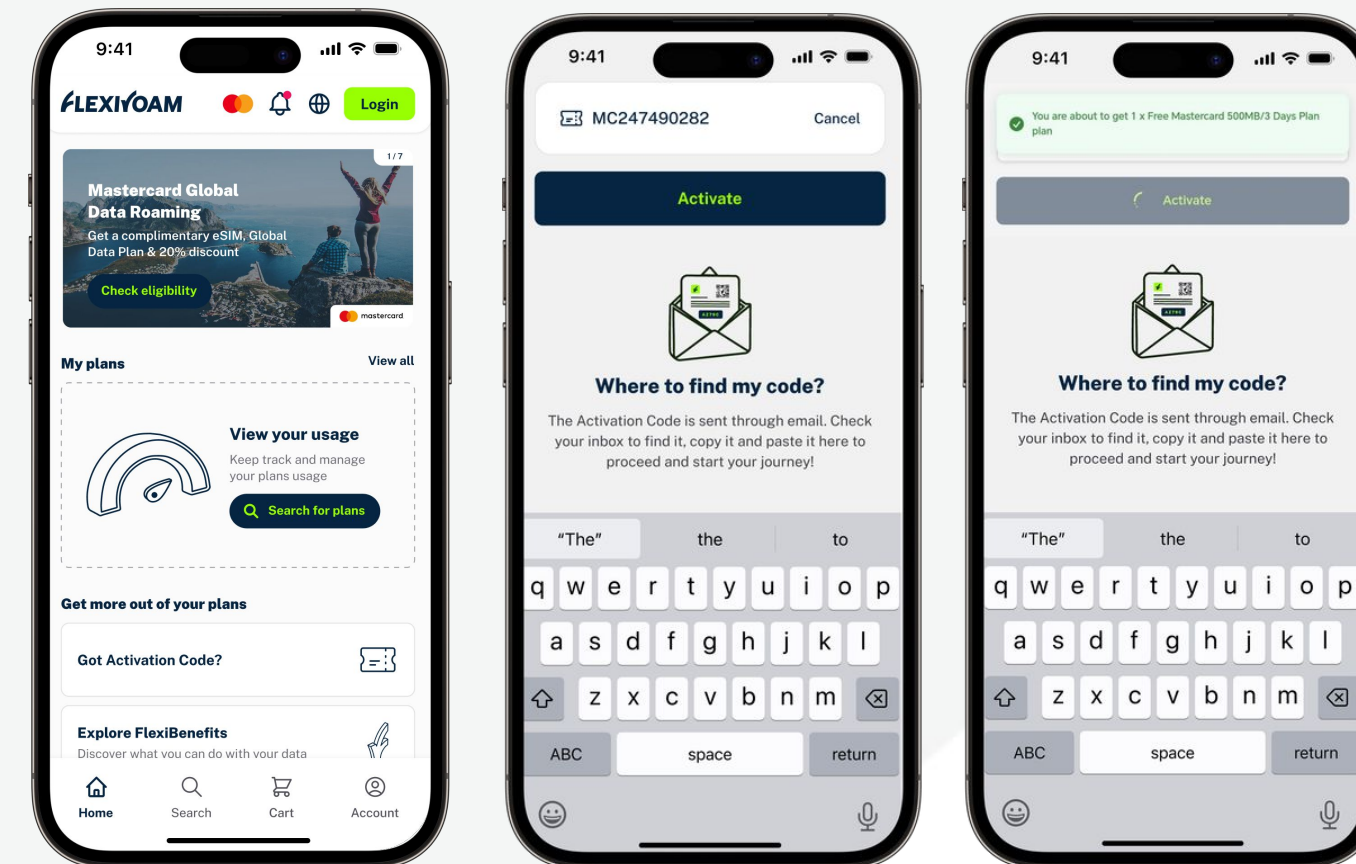 9:41
FLEXIYOAM
Login
1/7
Mastercard Global
Data Roaming
Get a complimentary eSIM, Global
Data Plan & 20% discount
Check eligibility
mastercard
My plans
View all
View your usage
Keep track and manage
your plans usage
Search for plans
Get more out of your plans
Got Activation Code?
Explore FlexiBenefits
Discover what you can do with your data
Home
Search
Cart
Account
9:41
MC247490282
Cancel
Activate
AZTEC
Where to find my code?
The Activation Code is sent through email. Check
your inbox to find it, copy it and paste it here to
proceed and start your journey!
“The”
the
to
q w e r t y u i o p
a s d f g h j k l
z x c v b n m
ABC
space
return
9:41
You are about to get 1 x Free Mastercard 500MB/3 Days Plan
plan
Activate
AZTEC
Where to find my code?
The Activation Code is sent through email. Check
your inbox to find it, copy it and paste it here to
proceed and start your journey!
“The”
the
to
q w e r t y u i o p
a s d f g h j k l
z x c v b n m
ABC
space
return